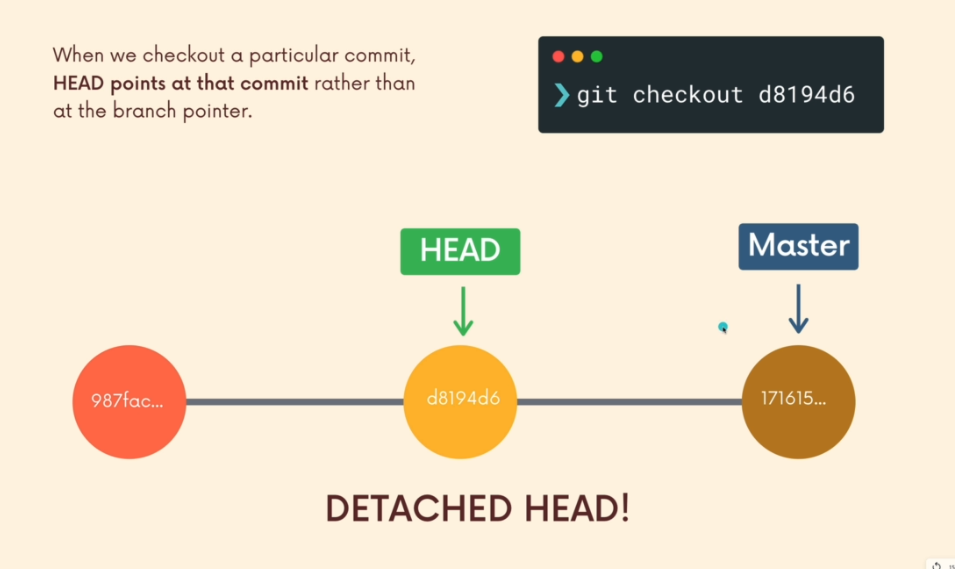 When we checkout a particular commit,
HEAD points at that commit rather than
at the branch pointer.
❯ git checkout d8194d6
HEAD
Master
987fac...
d8194d6
171615...
DETACHED HEAD!